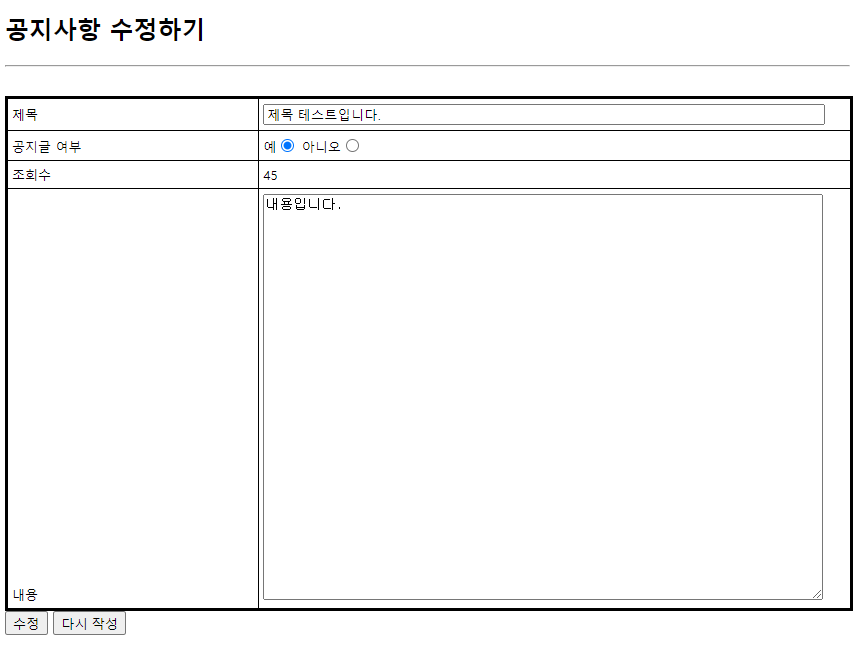 공지사항 수정하기
제목 제목 테스트입니다.
공지글 여부 예 아니오
조회수 45
내용입니다.
내용
수정 다시 작성